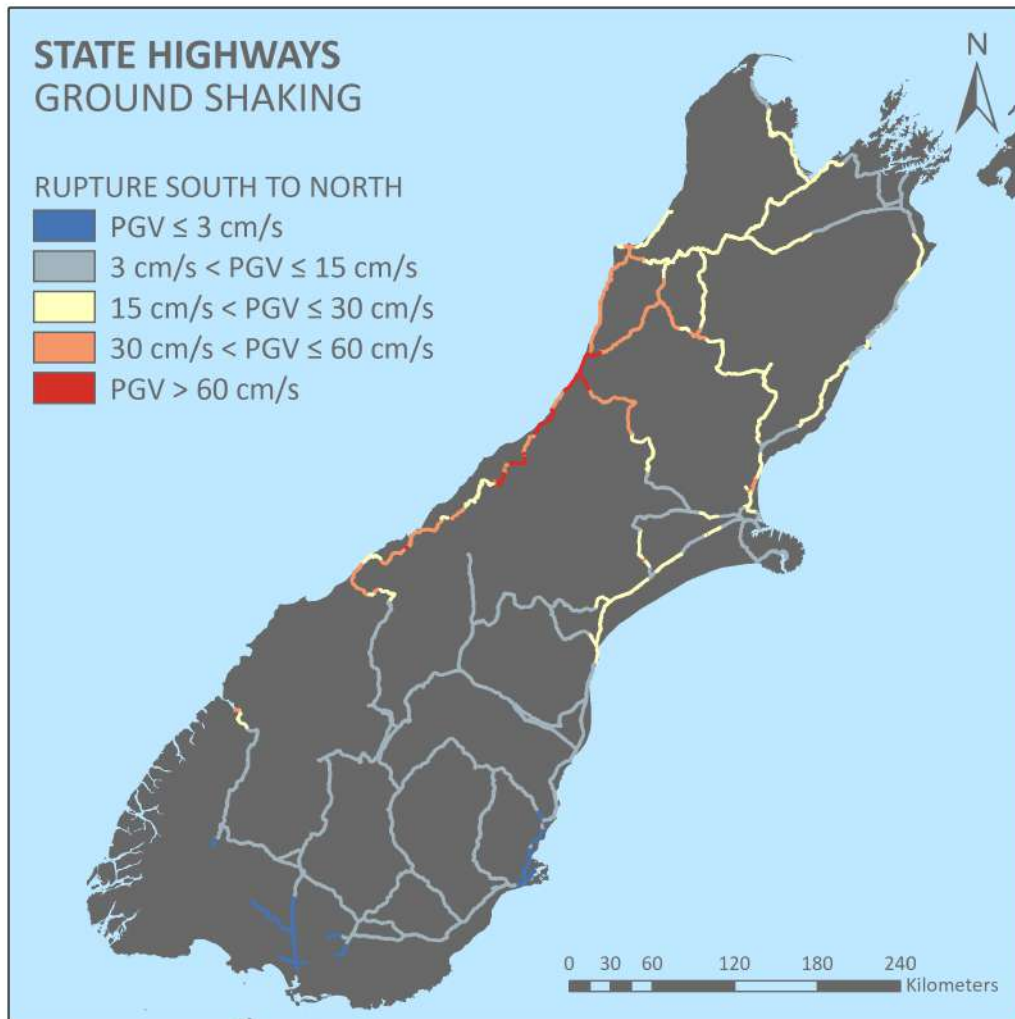 STATE HIGHWAYS
GROUND SHAKING
N
RUPTURE SOUTH TO NORTH
PGV ≤ 3 cm/s
3 cm/s < PGV ≤ 15 cm/s
15 cm/s < PGV ≤ 30 cm/s
30 cm/s < PGV ≤ 60 cm/s
PGV > 60 cm/s
0 30 60 120 180 240
Kilometers